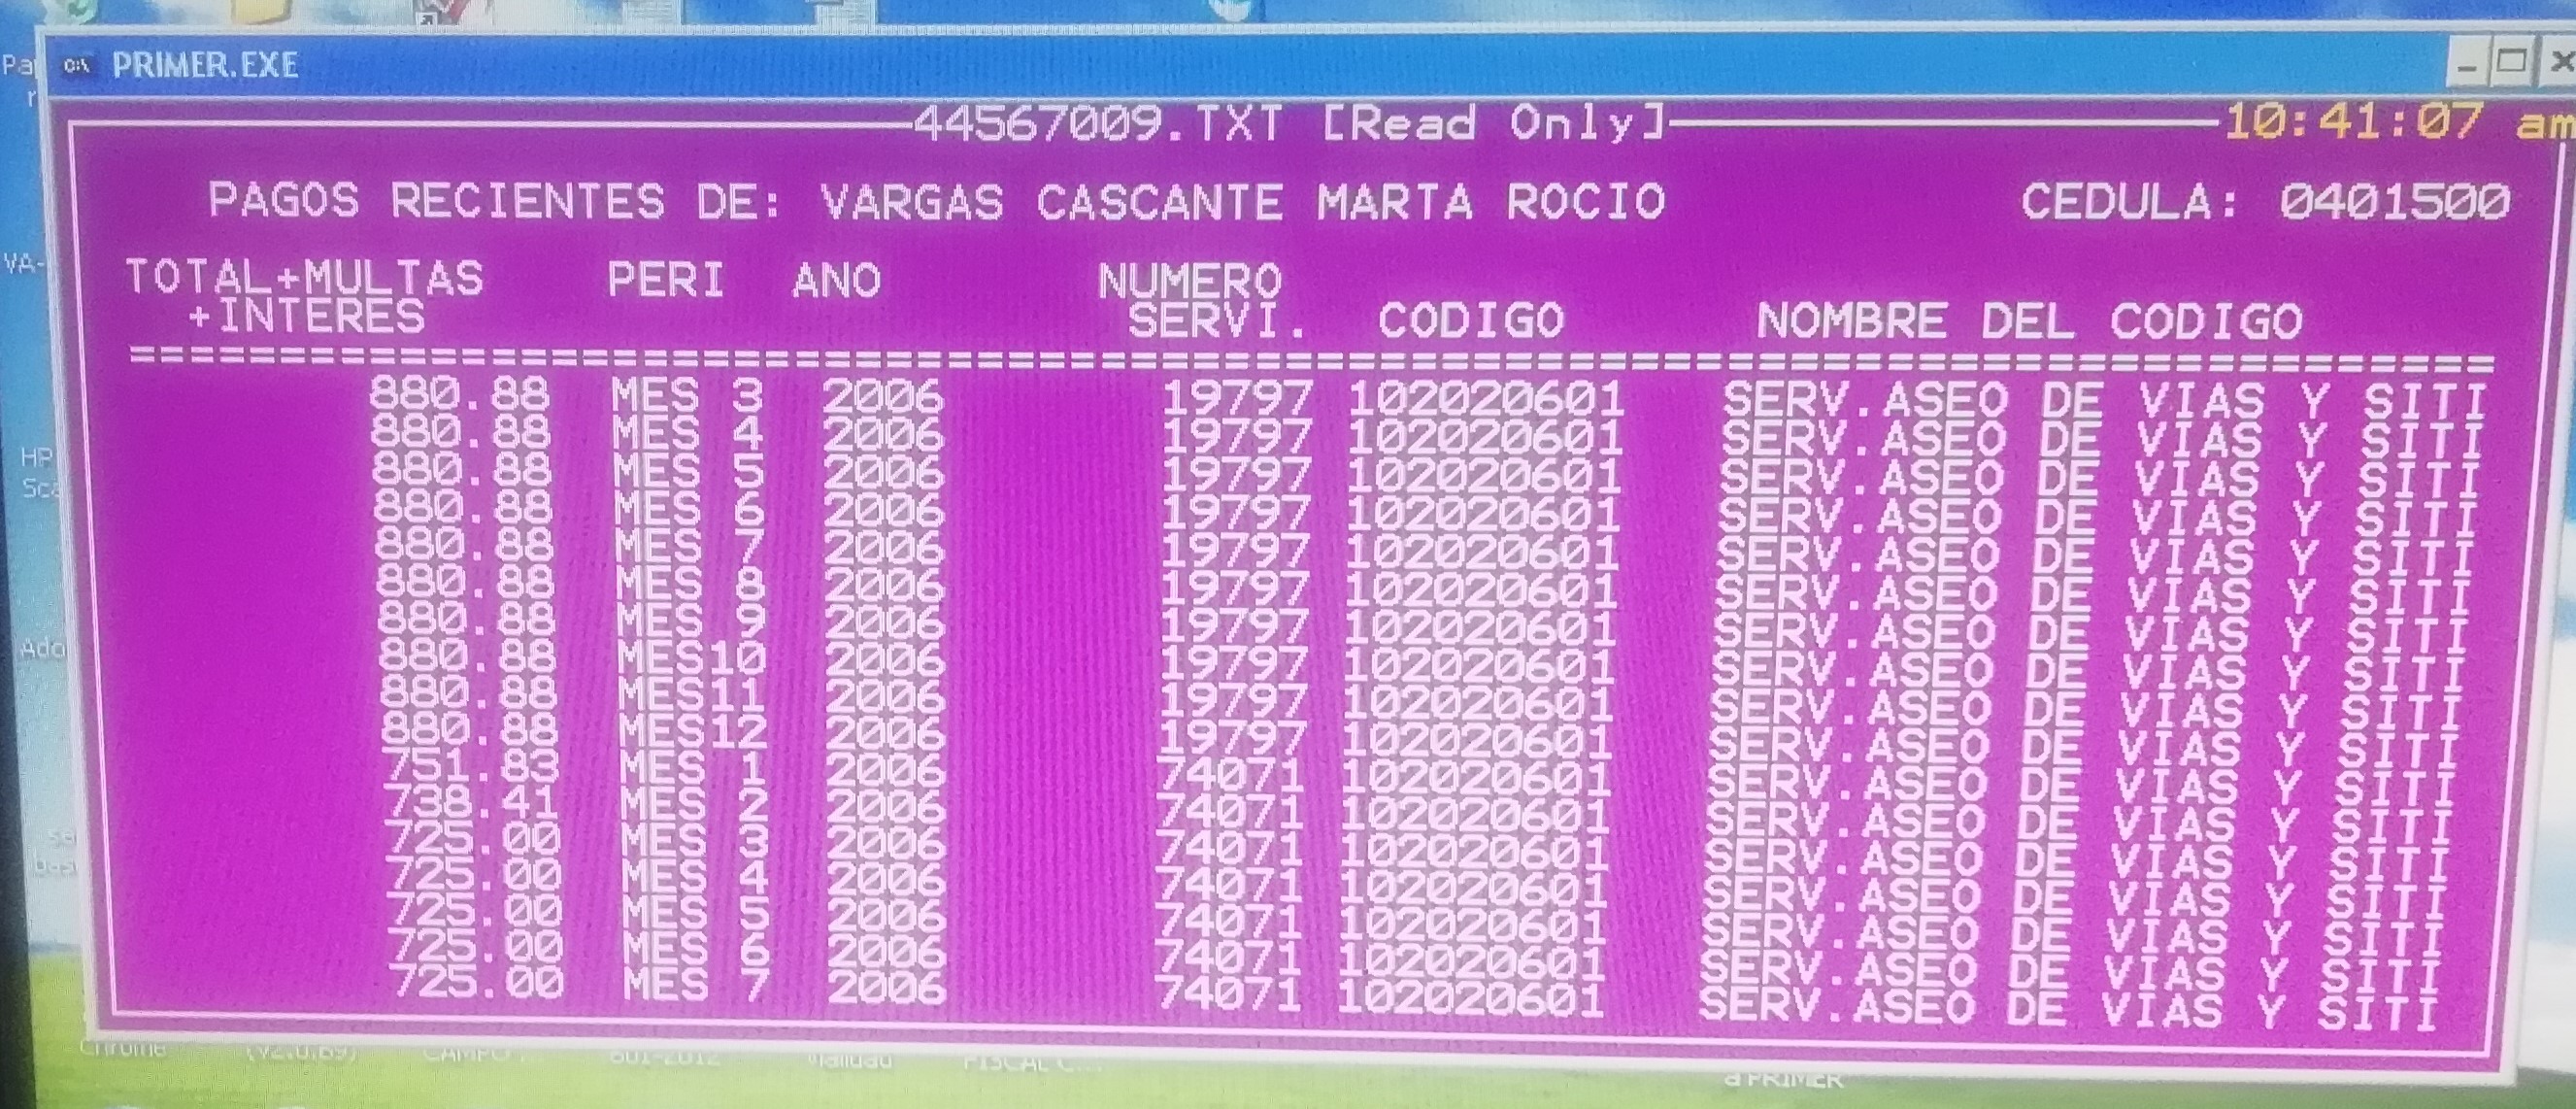 PRIMER.EXE
44567009.TXT [Read Only] 10:41:07 am
PAGOS RECIENTES DE: VARGAS CASCANTE MARTA ROCIO CEDULA: 0401500
TOTAL+MULTAS PERI ANO NUMERO
+INTERES SERVI. CODIGO NOMBRE DEL CODIGO
==============================================================================
880.88 MES 3 2006 19797 102020601 SERV.ASEO DE VIAS Y SITI
880.88 MES 4 2006 19797 102020601 SERV.ASEO DE VIAS Y SITI
880.88 MES 5 2006 19797 102020601 SERV.ASEO DE VIAS Y SITI
880.88 MES 6 2006 19797 102020601 SERV.ASEO DE VIAS Y SITI
880.88 MES 7 2006 19797 102020601 SERV.ASEO DE VIAS Y SITI
880.88 MES 8 2006 19797 102020601 SERV.ASEO DE VIAS Y SITI
880.88 MES 9 2006 19797 102020601 SERV.ASEO DE VIAS Y SITI
880.88 MES10 2006 19797 102020601 SERV.ASEO DE VIAS Y SITI
880.88 MES11 2006 19797 102020601 SERV.ASEO DE VIAS Y SITI
880.88 MES12 2006 19797 102020601 SERV.ASEO DE VIAS Y SITI
751.83 MES 1 2006 74071 102020601 SERV.ASEO DE VIAS Y SITI
738.41 MES 2 2006 74071 102020601 SERV.ASEO DE VIAS Y SITI
725.00 MES 3 2006 74071 102020601 SERV.ASEO DE VIAS Y SITI
725.00 MES 4 2006 74071 102020601 SERV.ASEO DE VIAS Y SITI
725.00 MES 5 2006 74071 102020601 SERV.ASEO DE VIAS Y SITI
725.00 MES 6 2006 74071 102020601 SERV.ASEO DE VIAS Y SITI
725.00 MES 7 2006 74071 102020601 SERV.ASEO DE VIAS Y SITI
Chrome (V2.0.69) CAMPO
a PRIMER